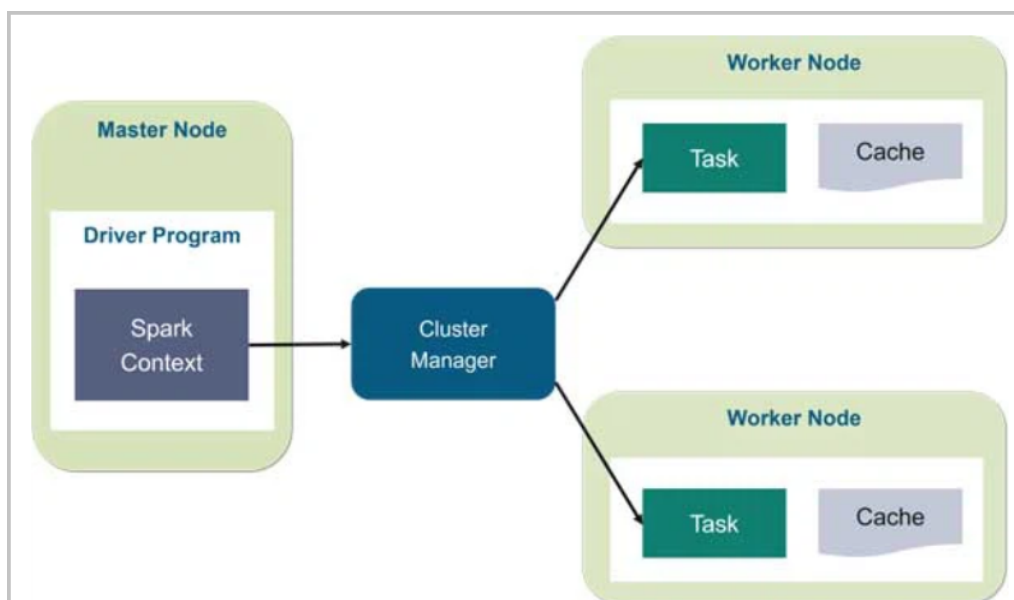 Master Node
Driver Program
Spark
Context
Cluster
Manager
Worker Node
Task
Cache
Worker Node
Task
Cache